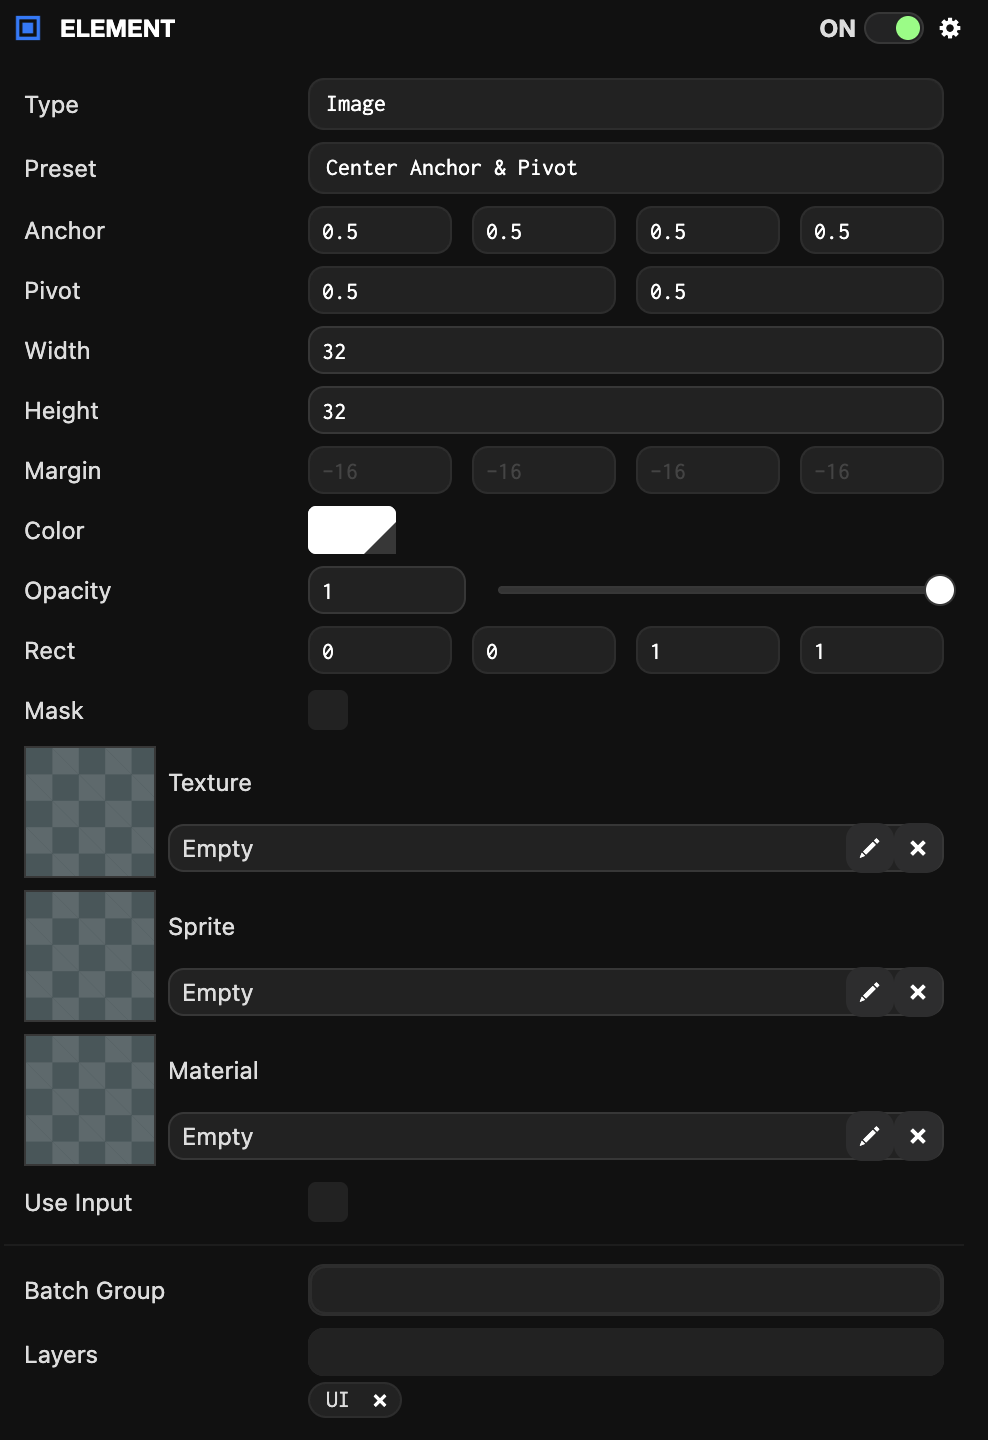 ELEMENT ON
Type Image
Preset Center Anchor & Pivot
Anchor 0.5 0.5 0.5 0.5
Pivot 0.5 0.5
Width 32
Height 32
Margin -16 -16 -16 -16
Color
Opacity 1
Rect 0 0 1 1
Mask
Texture
Empty
Sprite
Empty
Material
Empty
Use Input
Batch Group
Layers
UI